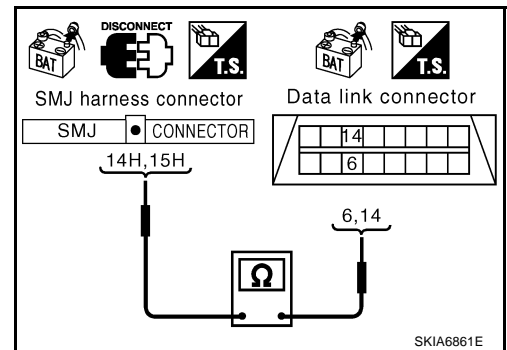 DISCONNECT
BAT
T.S.
BAT
T.S.
SMJ harness connector
Data link connector
SMJ CONNECTOR
14
6
14H,15H
6,14
Ω
SKIA6861E